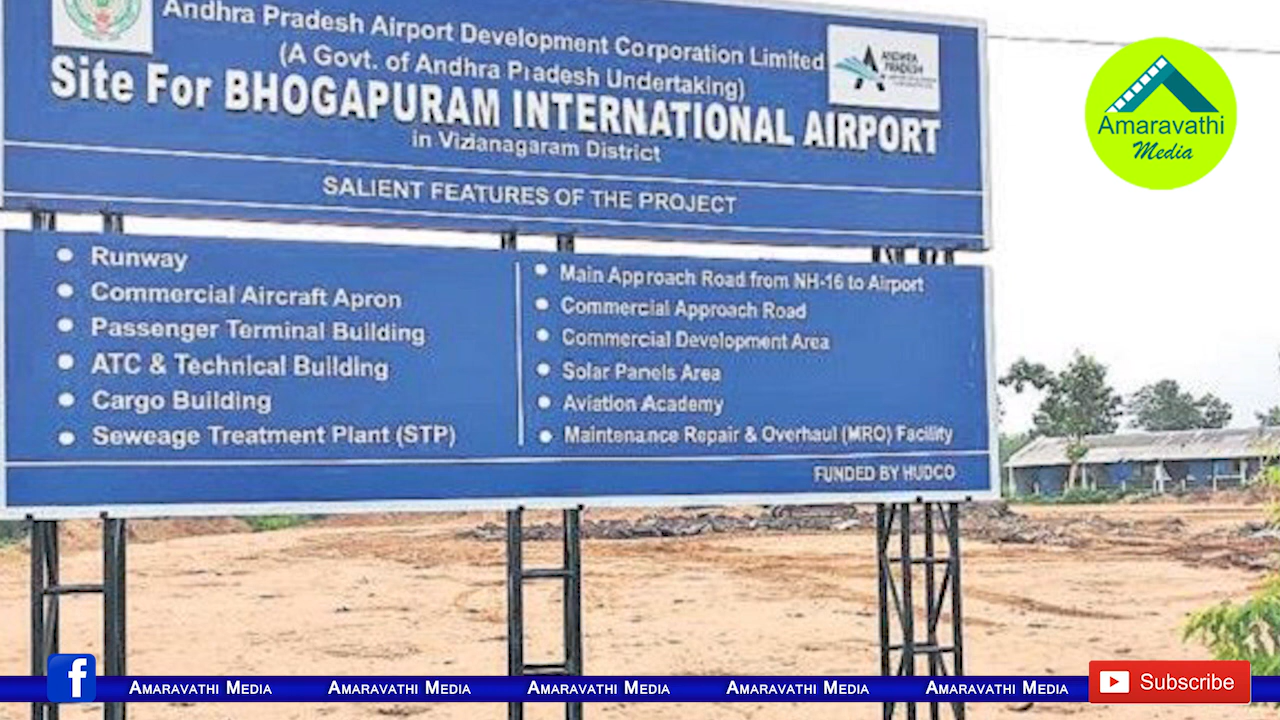 Andhra Pradesh Airport Development Corporation Limited
(A Govt. of Andhra Pradesh Undertaking)
ANDHRA
PRADESH
Site For BHOGAPURAM INTERNATIONAL AIRPORT
in Vizianagaram District
SALIENT FEATURES OF THE PROJECT
Runway
Commercial Aircraft Apron
Passenger Terminal Building
ATC & Technical Building
Cargo Building
Seweage Treatment Plant (STP)
Main Approach Road from NH-16 to Airport
Commercial Approach Road
Commercial Development Area
Solar Panels Area
Aviation Academy
Maintenance Repair & Overhaul (MRO) Facility
FUNDED BY HUDCO
Amaravathi
Media
f AMARAVATHI MEDIA AMARAVATHI MEDIA AMARAVATHI MEDIA AMARAVATHI MEDIA AMARAVATHI MEDIA Subscribe